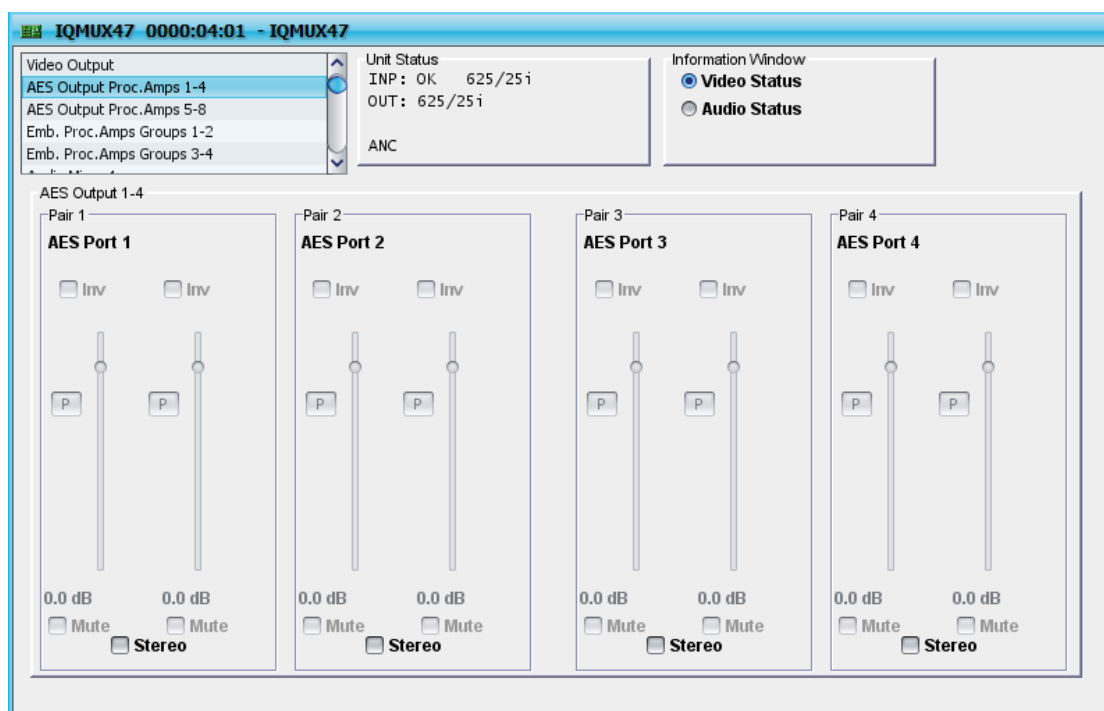 IQMUX47 0000:04:01 - IQMUX47
Video Output
AES Output Proc.Amps 1-4
AES Output Proc.Amps 5-8
Emb. Proc.Amps Groups 1-2
Emb. Proc.Amps Groups 3-4
Unit Status
INP: OK 625/25i
OUT: 625/25i
ANC
Information Window
Video Status
Audio Status
AES Output 1-4
Pair 1
AES Port 1
Inv Inv
P P
0.0 dB 0.0 dB
Mute Mute
Stereo
Pair 2
AES Port 2
Inv Inv
P P
0.0 dB 0.0 dB
Mute Mute
Stereo
Pair 3
AES Port 3
Inv Inv
P P
0.0 dB 0.0 dB
Mute Mute
Stereo
Pair 4
AES Port 4
Inv Inv
P P
0.0 dB 0.0 dB
Mute Mute
Stereo